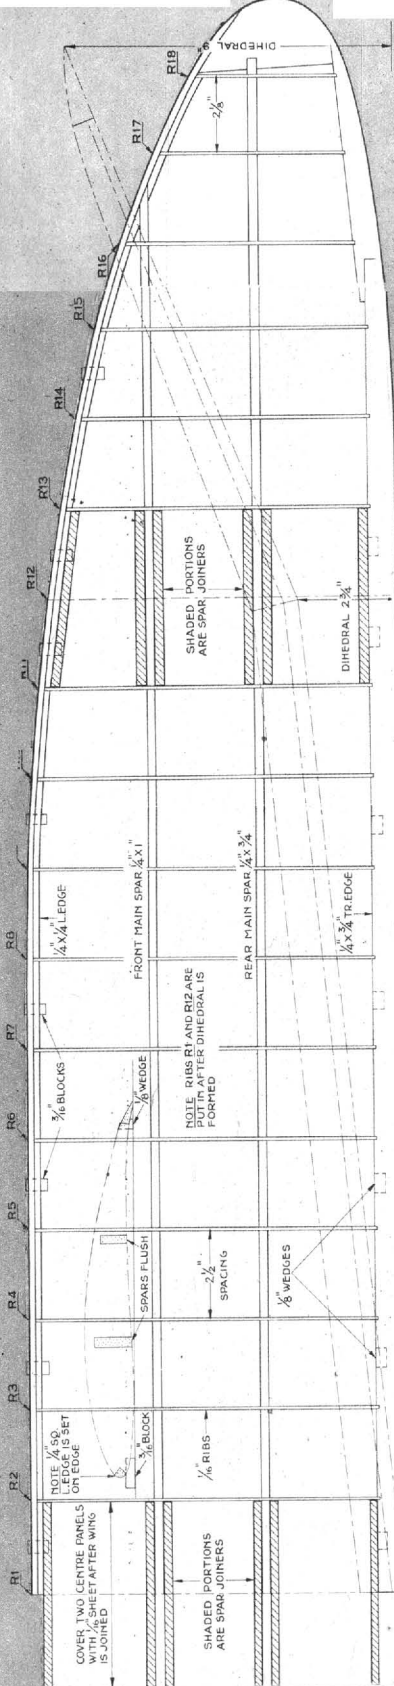 DIHEDRAL 9"
R18
2 1/8"
R17
R16
R15
R14
R13
R12
SHADED PORTIONS
ARE SPAR JOINERS
DIHEDRAL 2 3/4"
R11
1/4" X 1/4" L.EDGE
FRONT MAIN SPAR 1/4 X 1"
REAR MAIN SPAR 1/4" X 3/4"
1/4" X 3/4" TR.EDGE
R8
R7
3/16" BLOCKS
1/8" WEDGE
NOTE RIBS R1 AND R12 ARE
PUT IN AFTER DIHEDRAL IS
FORMED
R6
R5
SPARS FLUSH
2 1/2"
SPACING
1/8" WEDGES
R4
R3
NOTE 1/4" SQ.
L.EDGE IS SET
ON EDGE
3/16" BLOCK
1/16" RIBS
R2
COVER TWO CENTRE PANELS
WITH 1/16" SHEET AFTER WING
IS JOINED
SHADED PORTIONS
ARE SPAR JOINERS
R1